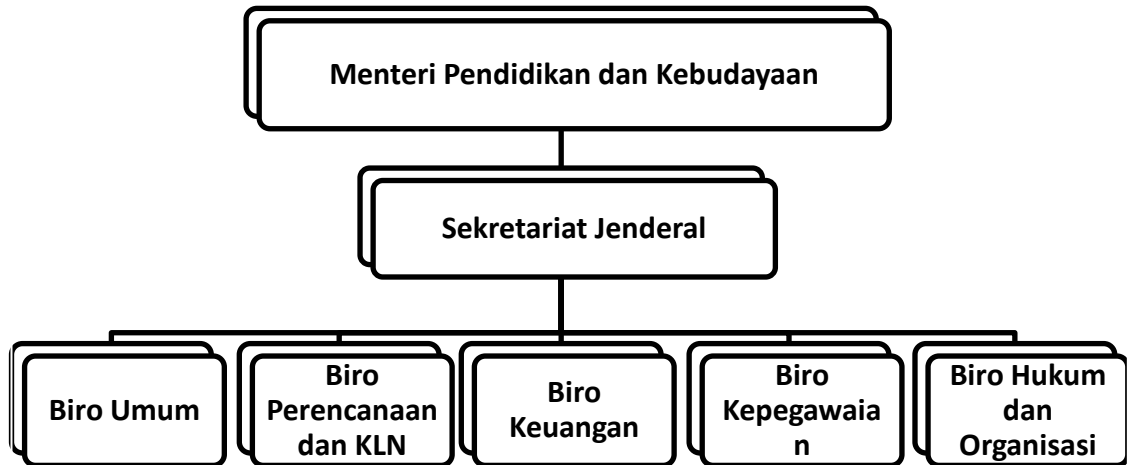 Menteri Pendidikan dan Kebudayaan
Sekretariat Jenderal
Biro Umum
Biro
Perencanaan
dan KLN
Biro
Keuangan
Biro
Kepegawaia
n
Biro Hukum
dan
Organisasi